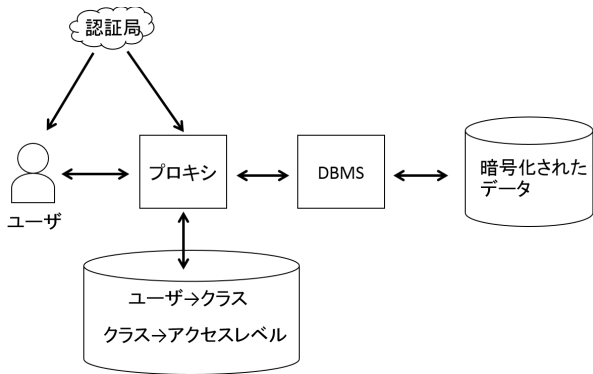 認証局
ユーザ
プロキシ
DBMS
暗号化された
データ
ユーザ→クラス
クラス→アクセスレベル